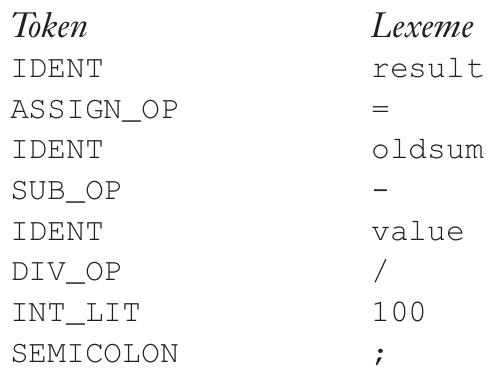 Token Lexeme
IDENT result
ASSIGN_OP =
IDENT oldsum
SUB_OP -
IDENT value
DIV_OP /
INT_LIT 100
SEMICOLON ;